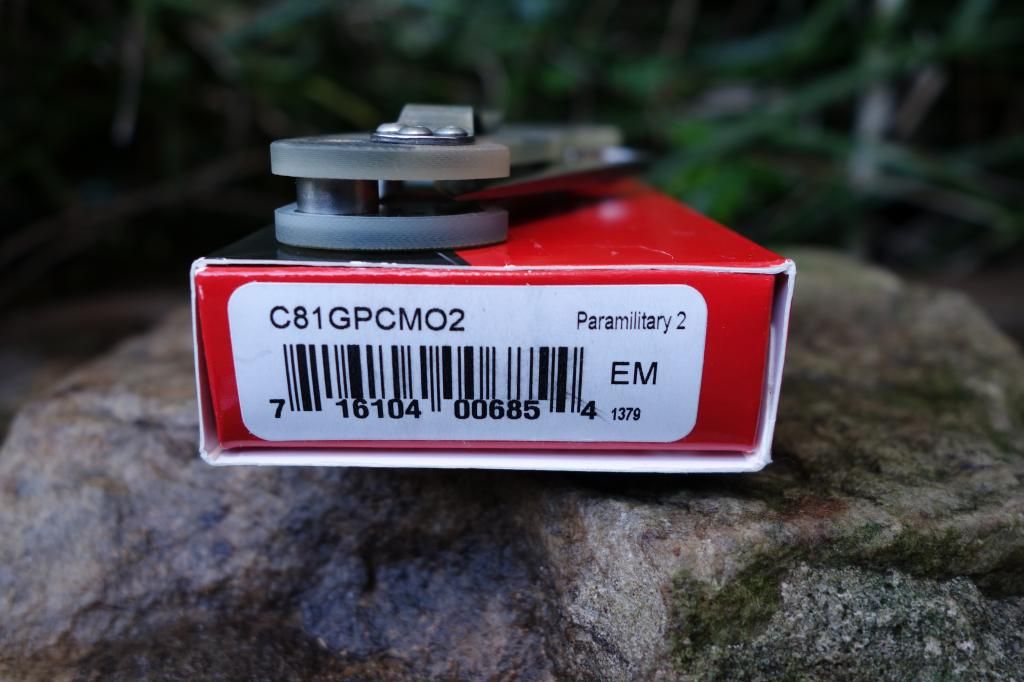 C81GPCMO2 Paramilitary 2
EM
7 16104 00685 4 1379